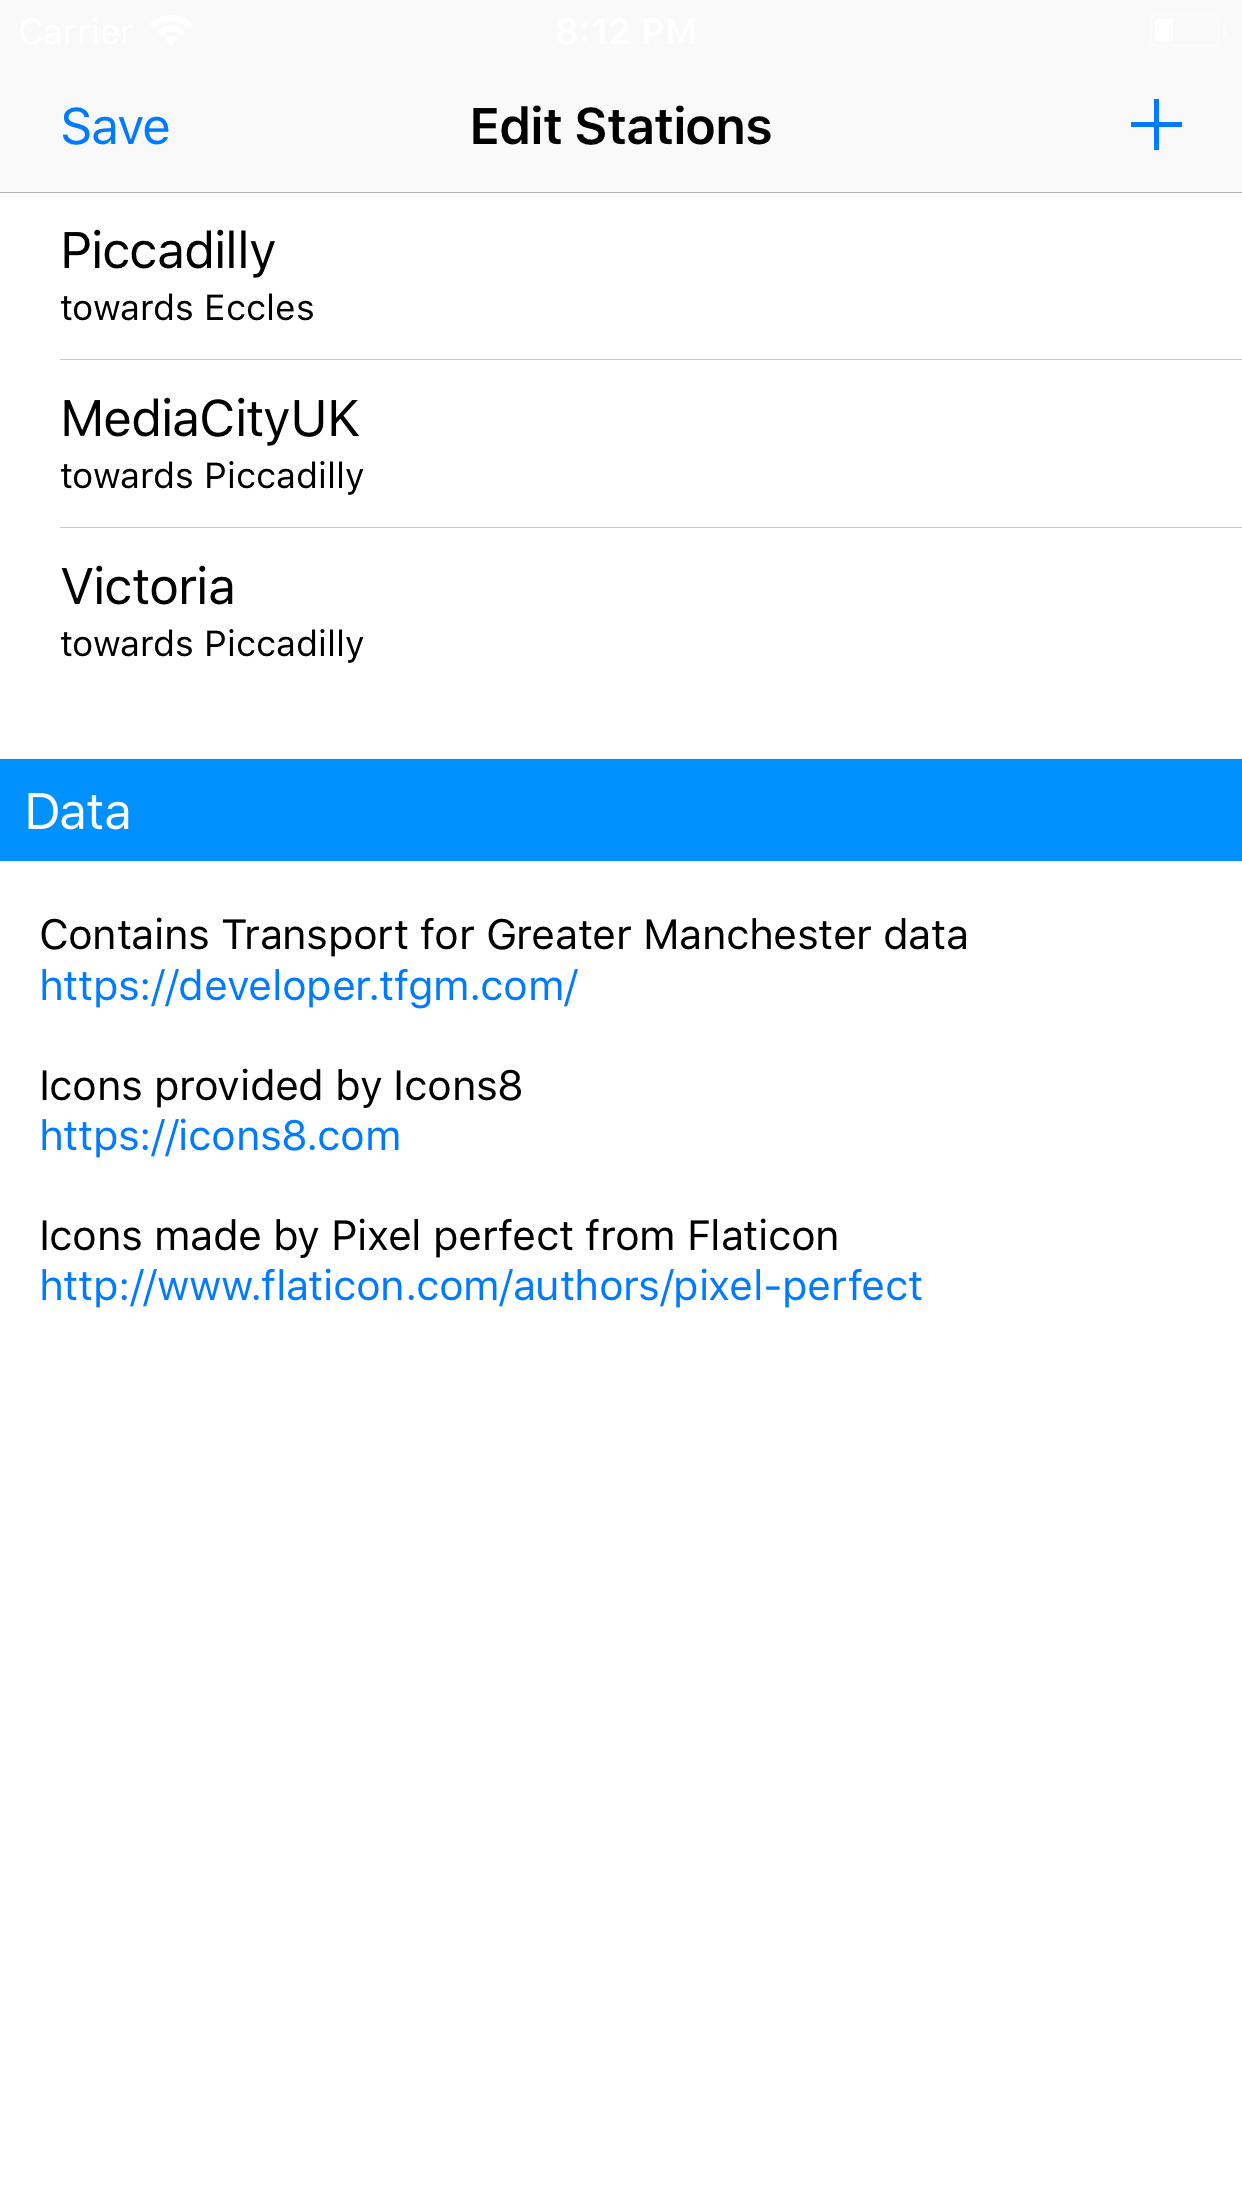 Carrier 8:12 PM
Save Edit Stations +
Piccadilly
towards Eccles
MediaCityUK
towards Piccadilly
Victoria
towards Piccadilly
Data
Contains Transport for Greater Manchester data
https://developer.tfgm.com/
Icons provided by Icons8
https://icons8.com
Icons made by Pixel perfect from Flaticon
http://www.flaticon.com/authors/pixel-perfect